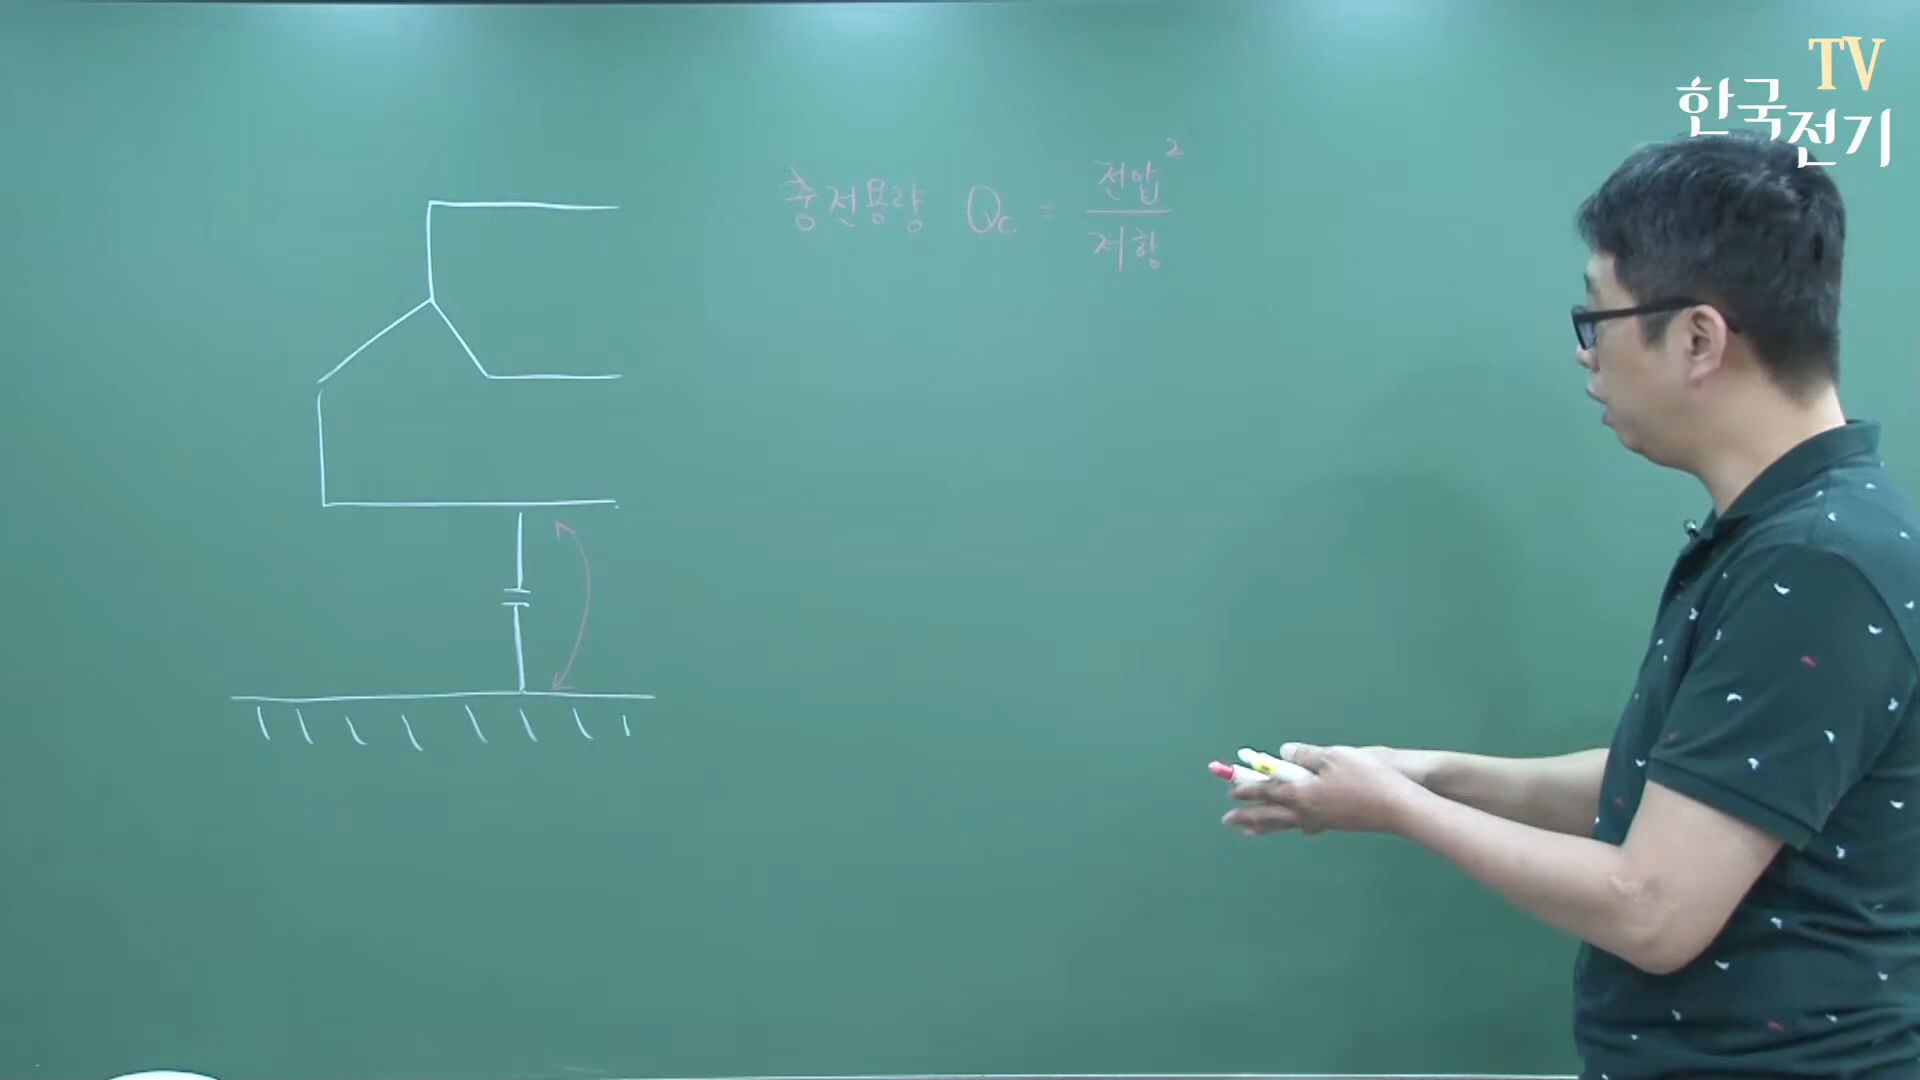 TV
한국전기
충전용량 Qc = 전압² / 저항